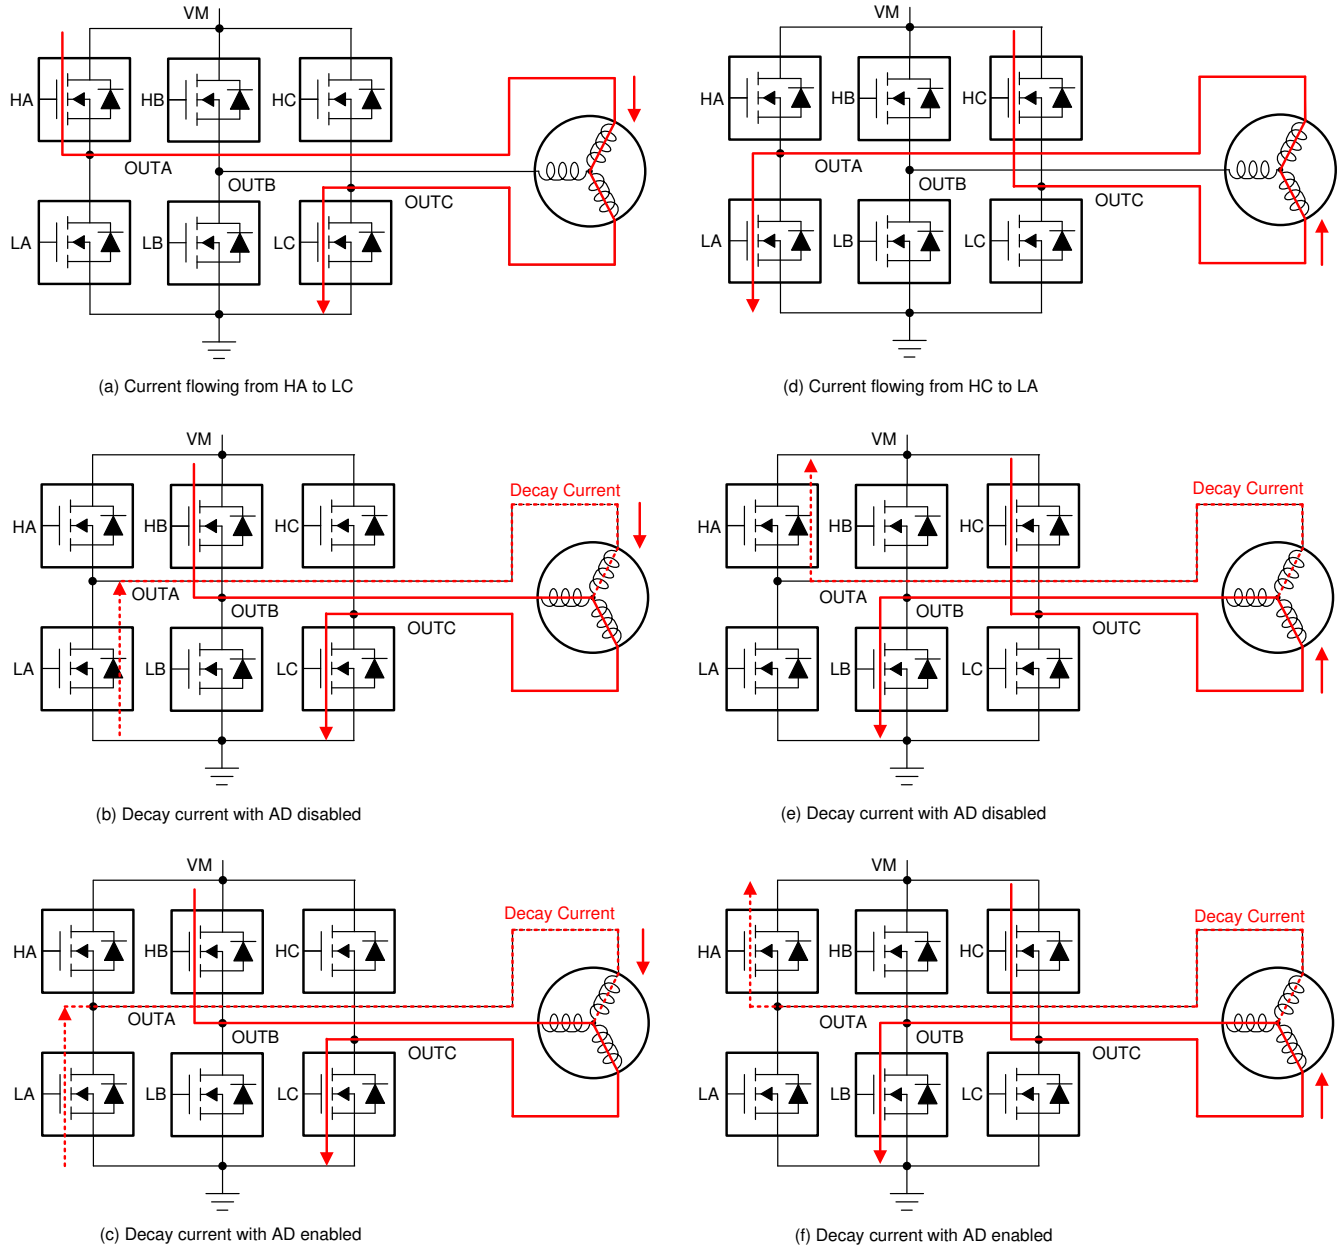 VM
HA
HB
HC
OUTA
OUTB
OUTC
LA
LB
LC
(a) Current flowing from HA to LC
VM
HA
HB
HC
OUTA
OUTB
OUTC
LA
LB
LC
(d) Current flowing from HC to LA
VM
Decay Current
HA
HB
HC
OUTA
OUTB
OUTC
LA
LB
LC
(b) Decay current with AD disabled
VM
Decay Current
HA
HB
HC
OUTA
OUTB
OUTC
LA
LB
LC
(e) Decay current with AD disabled
VM
Decay Current
HA
HB
HC
OUTA
OUTB
OUTC
LA
LB
LC
(c) Decay current with AD enabled
VM
Decay Current
HA
HB
HC
OUTA
OUTB
OUTC
LA
LB
LC
(f) Decay current with AD enabled